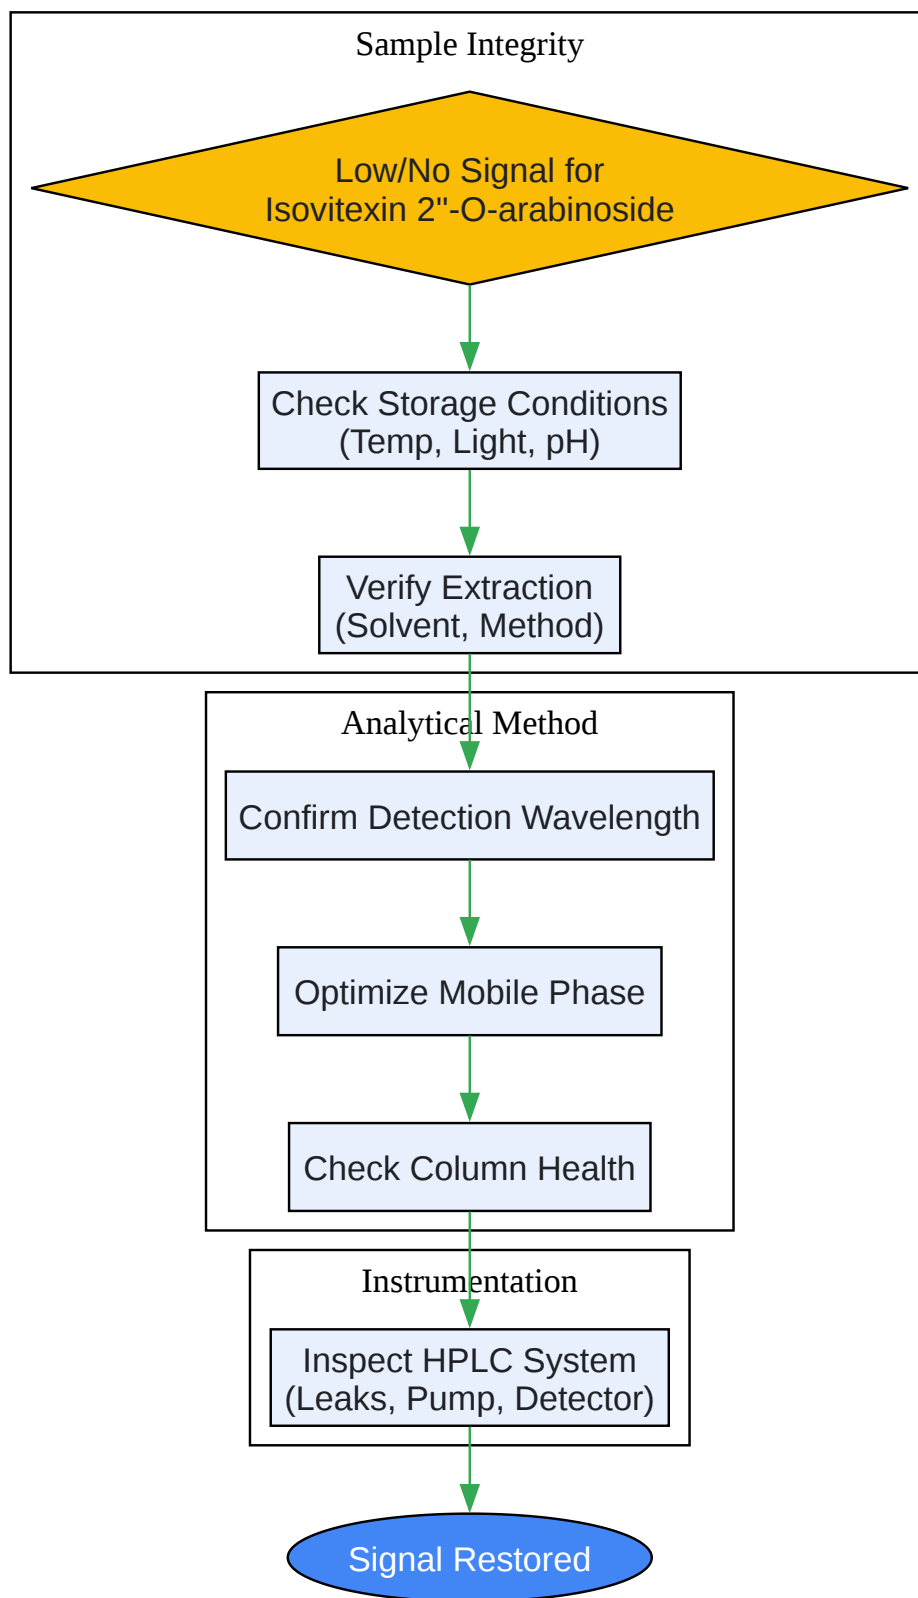 Sample Integrity
Low/No Signal for
Isovitexin 2"-O-arabinoside
Check Storage Conditions
(Temp, Light, pH)
Verify Extraction
(Solvent, Method)
Analytical Method
Confirm Detection Wavelength
Optimize Mobile Phase
Check Column Health
Instrumentation
Inspect HPLC System
(Leaks, Pump, Detector)
Signal Restored